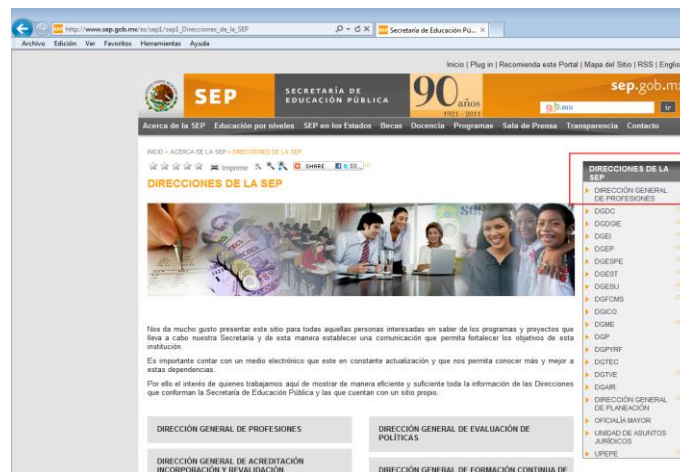 http://www.sep.gob.mx/es/sep1/sep1_Direcciones_de_la_SEP
Secretaría de Educación Pú...
Archivo Edición Ver Favoritos Herramientas Ayuda
Inicio | Plug in | Recomienda este Portal | Mapa del Sitio | RSS | Englis
SEP
SECRETARÍA DE
EDUCACIÓN PÚBLICA
90 años
1921 - 2011
sep.gob.mx
gob.mx
ir
Acerca de la SEP Educación por niveles SEP en los Estados Becas Docencia Programas Sala de Prensa Transparencia Contacto
INICIO » ACERCA DE LA SEP » DIRECCIONES DE LA SEP
Imprimir
SHARE
DIRECCIONES DE LA SEP
Nos da mucho gusto presentar este sitio para todas aquellas personas interesadas en saber de los programas y proyectos que
lleva a cabo nuestra Secretaría y de esta manera establecer una comunicación que permita fortalecer los objetivos de esta
institución.
Es importante contar con un medio electrónico que este en constante actualización y que nos permita conocer más y mejor a
estas dependencias.
Por ello el interés de quienes trabajamos aquí de mostrar de manera eficiente y suficiente toda la información de las Direcciones
que conforman la Secretaría de Educación Pública y las que cuentan con un sitio propio.
DIRECCIÓN GENERAL DE PROFESIONES
DIRECCIÓN GENERAL DE EVALUACIÓN DE
POLÍTICAS
DIRECCIÓN GENERAL DE ACREDITACIÓN
INCORPORACIÓN Y REVALIDACIÓN
DIRECCIÓN GENERAL DE FORMACIÓN CONTINUA DE
DIRECCIONES DE LA
SEP
DIRECCIÓN GENERAL
DE PROFESIONES
DGDC
DGDGIE
DGEI
DGEP
DGESPE
DGEST
DGESU
DGFCMS
DGICO
DGME
DGP
DGPYRF
DGTEC
DGTVE
DGAIR
DIRECCIÓN GENERAL
DE PLANEACIÓN
OFICIALÍA MAYOR
UNIDAD DE ASUNTOS
JURÍDICOS
UPEPE